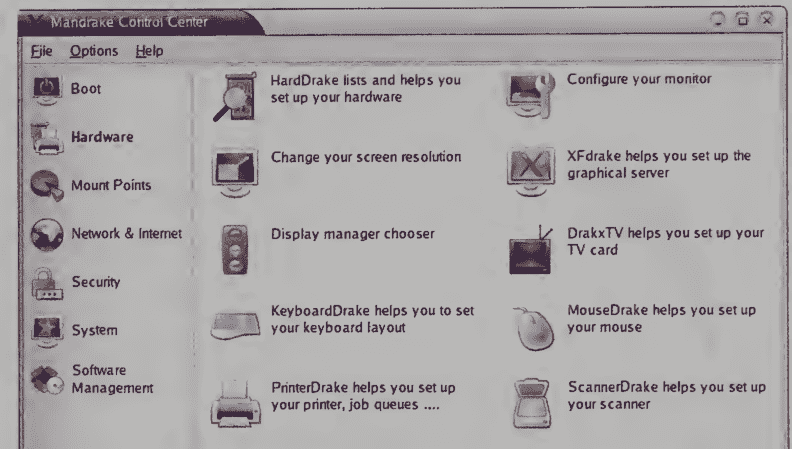 Mandrake Control Center
File Options Help
Boot
Hardware
Mount Points
Network & Internet
Security
System
Software
Management
HardDrake lists and helps you
set up your hardware
Configure your monitor
Change your screen resolution
XFdrake helps you set up the
graphical server
Display manager chooser
DrakxTV helps you set up your
TV card
KeyboardDrake helps you to set
your keyboard layout
MouseDrake helps you set up
your mouse
PrinterDrake helps you set up
your printer, job queues ....
ScannerDrake helps you set up
your scanner